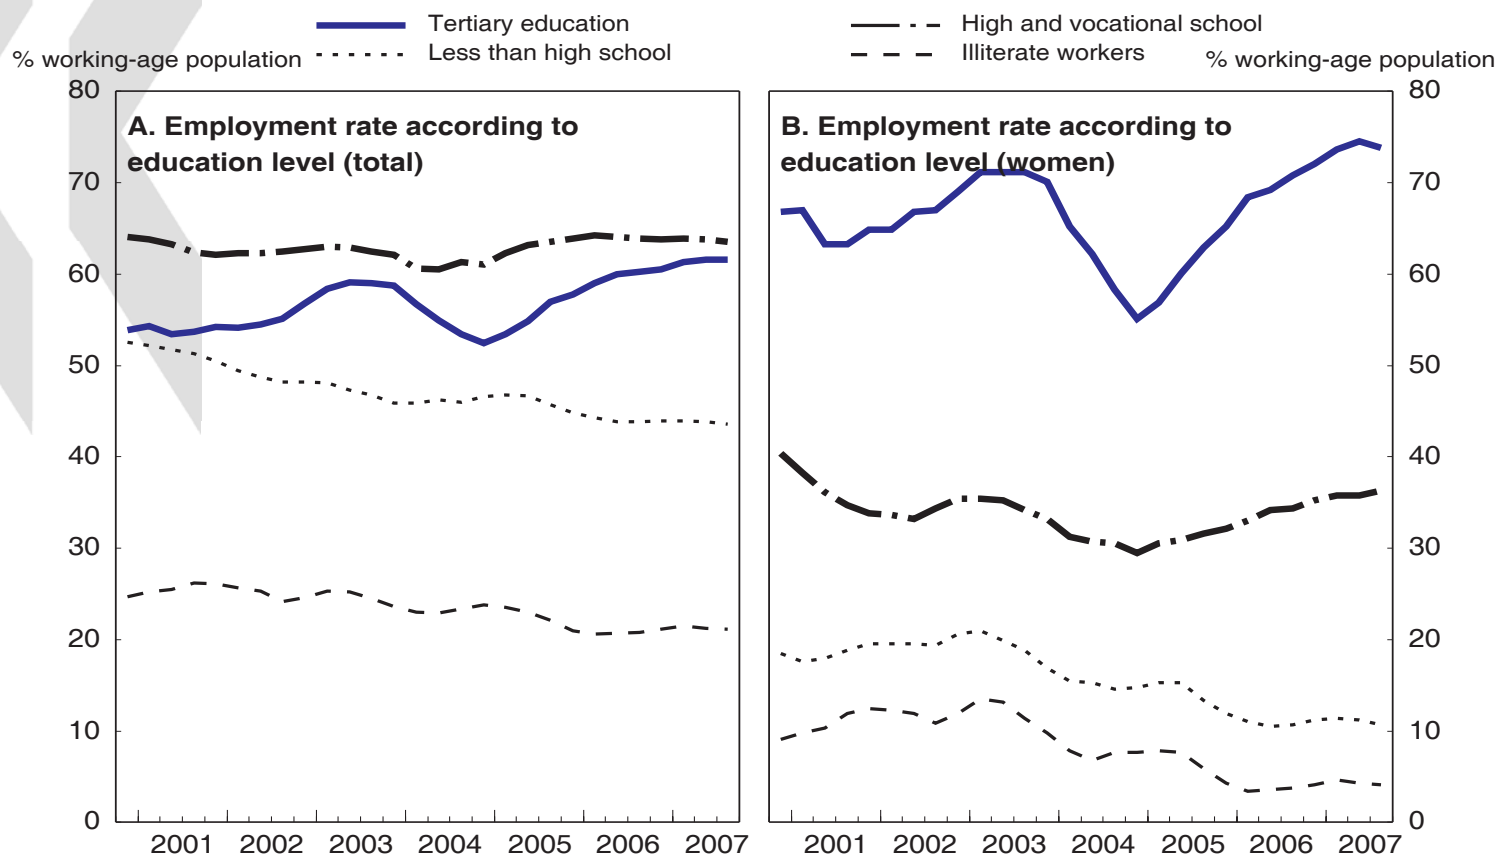 Tertiary education
High and vocational school
Less than high school
Illiterate workers
% working-age population
% working-age population
A. Employment rate according to
education level (total)
80
70
60
50
40
30
20
10
0
2001 2002 2003 2004 2005 2006 2007
B. Employment rate according to
education level (women)
80
70
60
50
40
30
20
10
0
2001 2002 2003 2004 2005 2006 2007